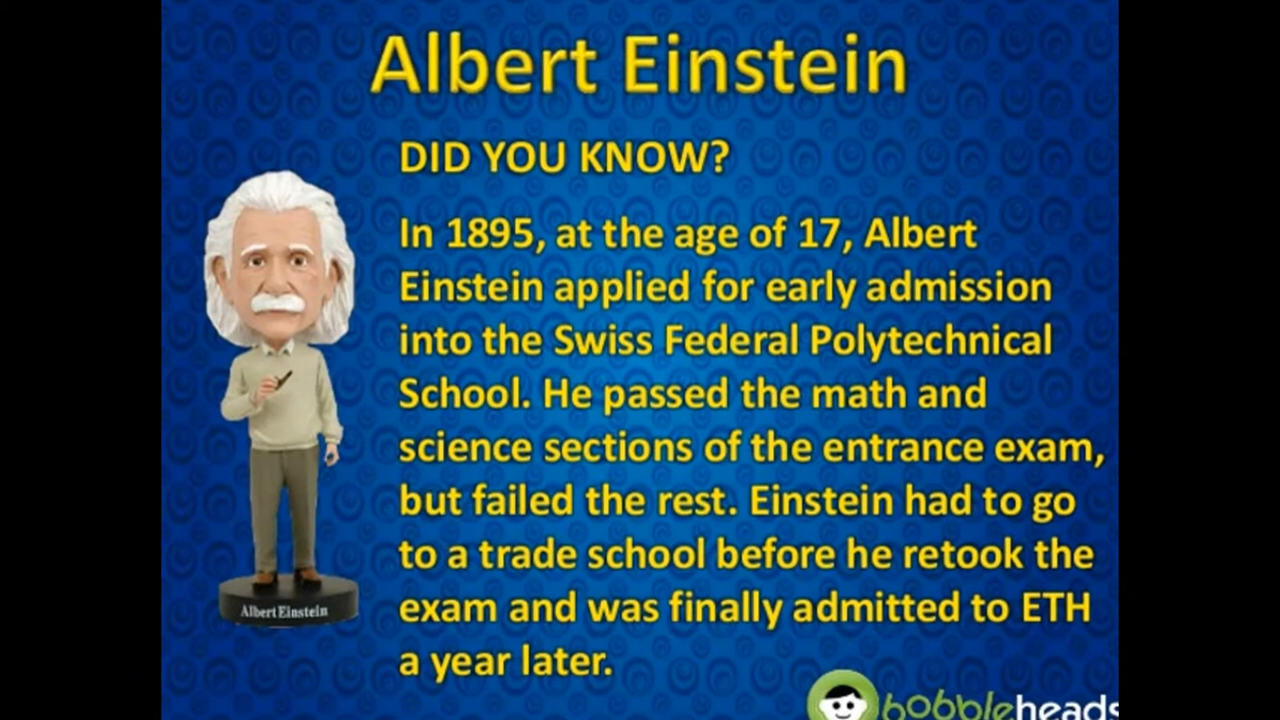 Albert Einstein
DID YOU KNOW?
In 1895, at the age of 17, Albert
Einstein applied for early admission
into the Swiss Federal Polytechnical
School. He passed the math and
science sections of the entrance exam,
but failed the rest. Einstein had to go
to a trade school before he retook the
exam and was finally admitted to ETH
a year later.
Albert Einstein
bobbleheads